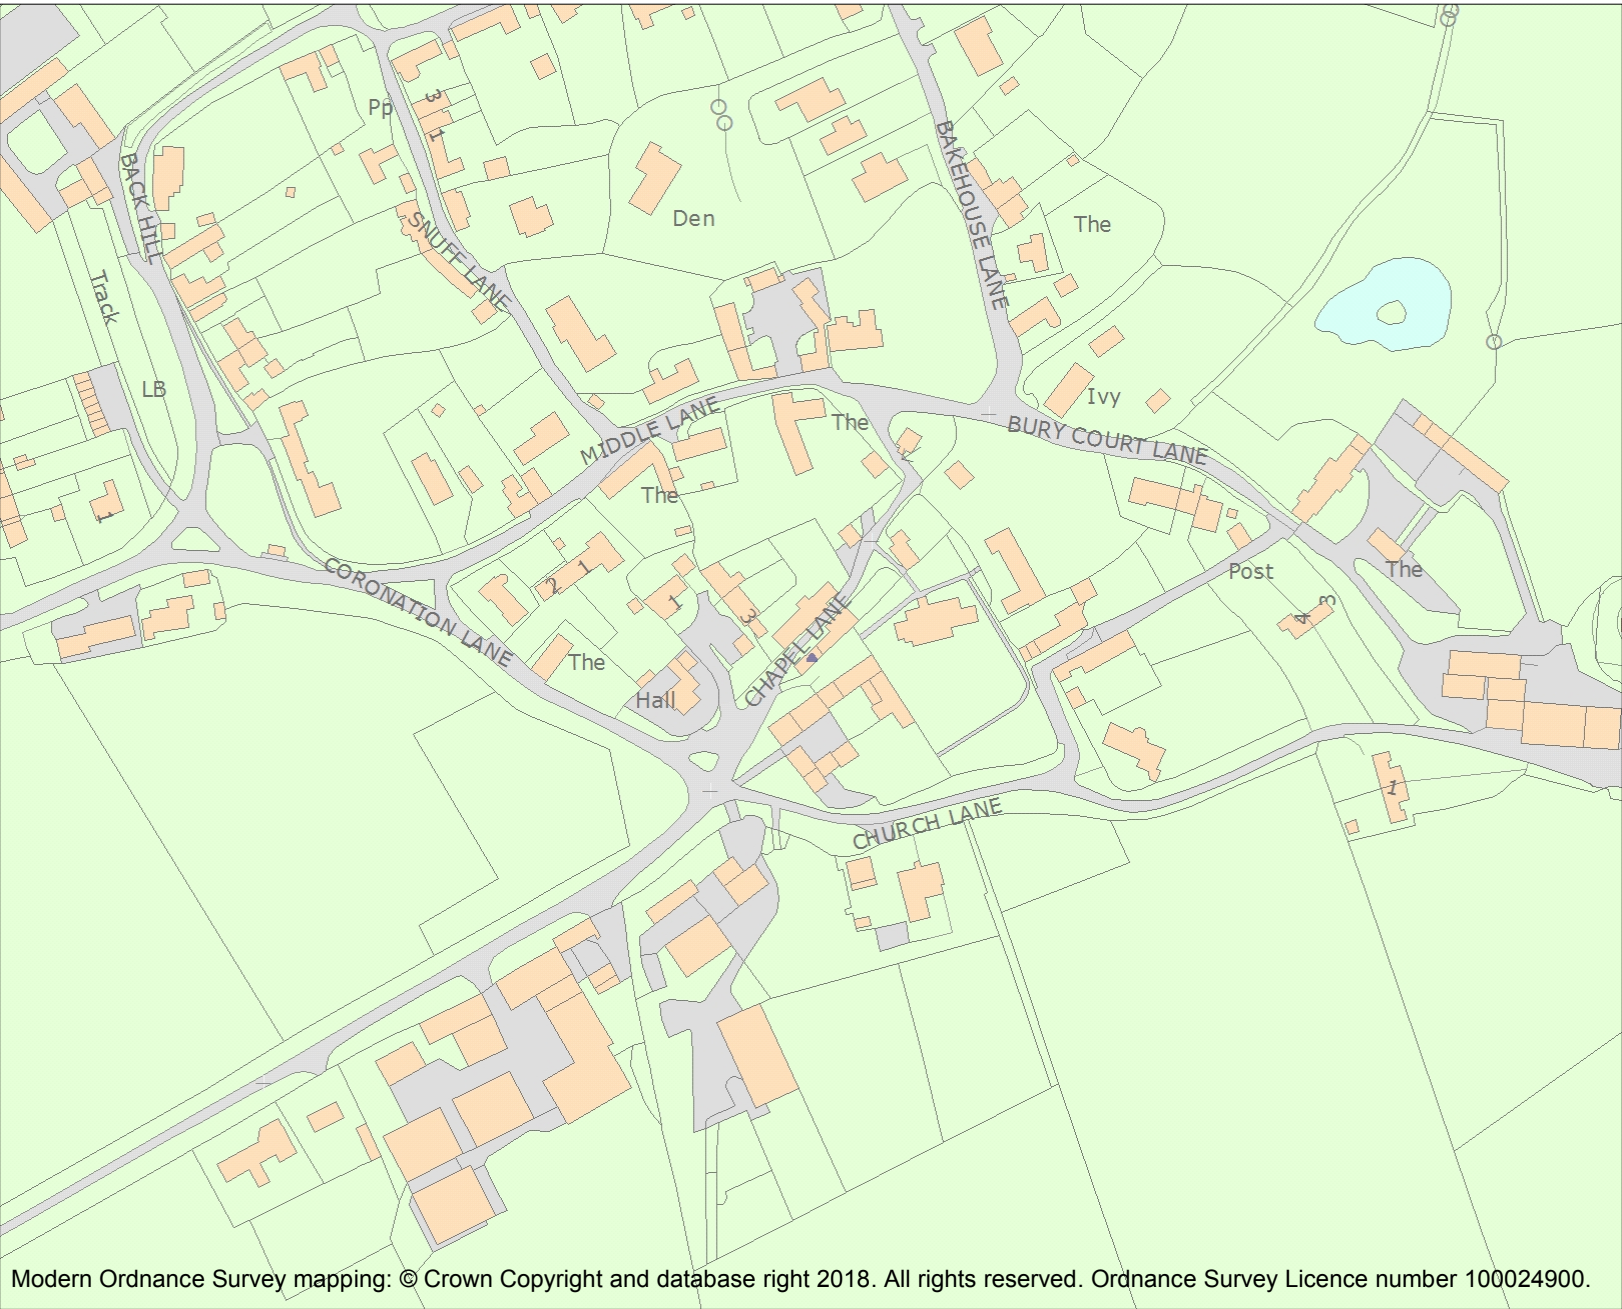 Pp
3
1
BACK HILL
BAKEHOUSE LANE
SNUFF LANE
Den
The
Track
LB
Ivy
MIDDLE LANE
The
BURY COURT LANE
The
1
CORONATION LANE
2 1
1
3
Post
The
4 3
CHAPEL LANE
The
Hall
1
CHURCH LANE
Modern Ordnance Survey mapping: © Crown Copyright and database right 2018. All rights reserved. Ordnance Survey Licence number 100024900.